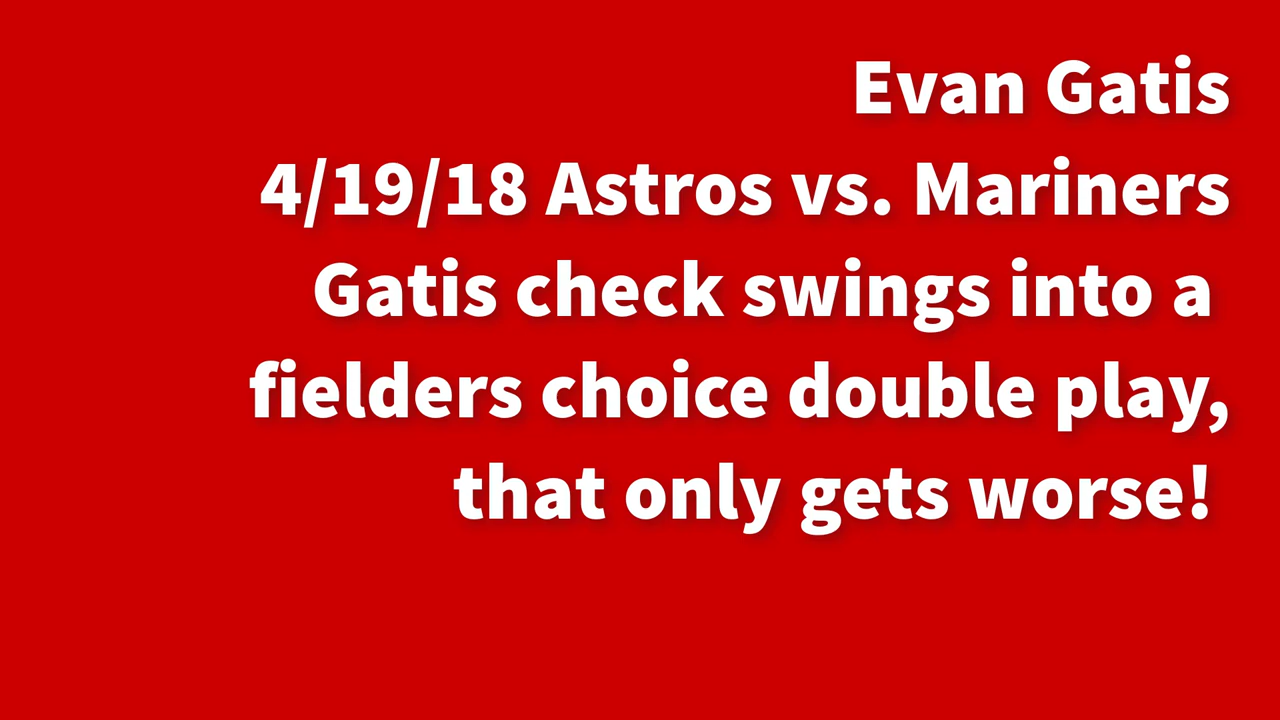 Evan Gatis
4/19/18 Astros vs. Mariners
Gatis check swings into a
fielders choice double play,
that only gets worse!